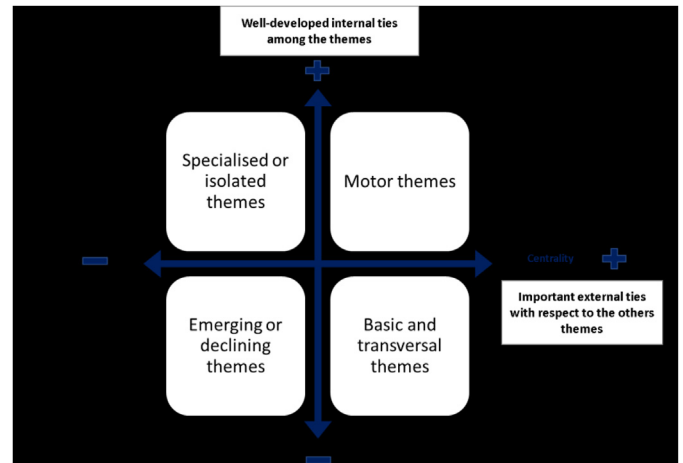 Well-developed internal ties
among the themes
Specialised or
isolated
themes
Motor themes
Centrality
Important external ties
with respect to the others
themes
Emerging or
declining
themes
Basic and
transversal
themes